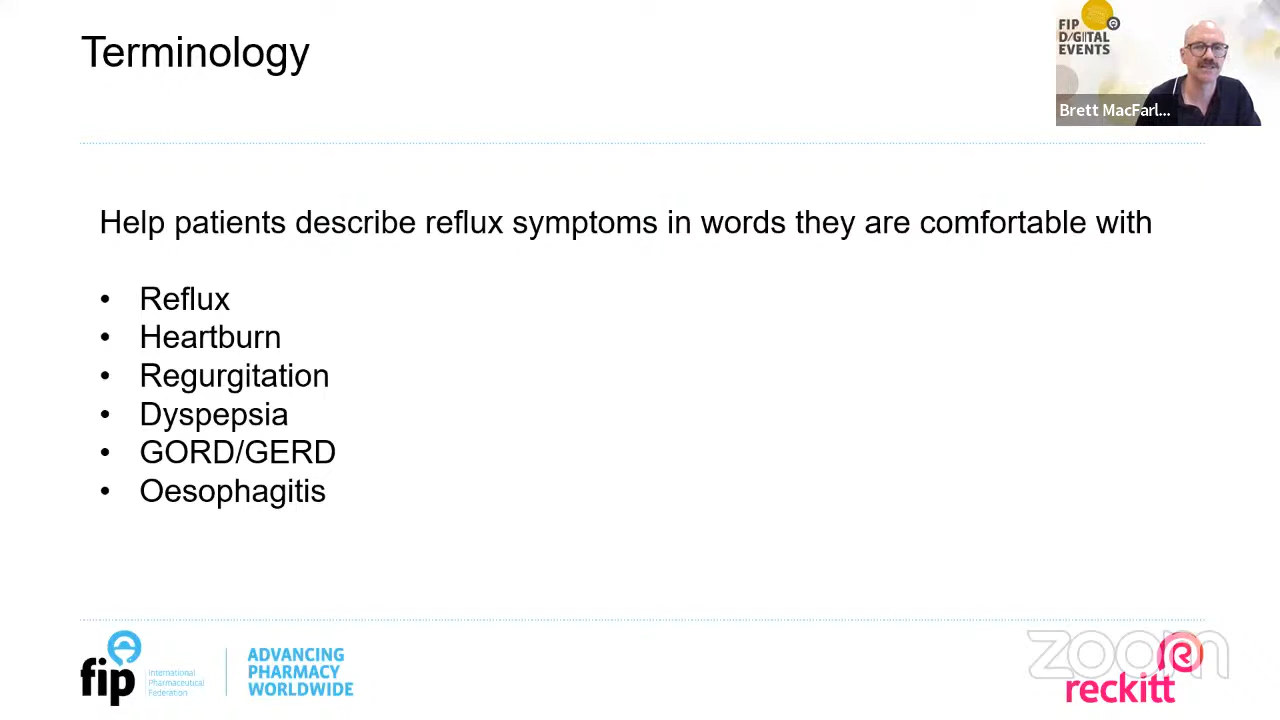 Terminology
FIP
DIGITAL
EVENTS
Brett MacFarl...
Help patients describe reflux symptoms in words they are comfortable with
• Reflux
• Heartburn
• Regurgitation
• Dyspepsia
• GORD/GERD
• Oesophagitis
fip
International
Pharmaceutical
Federation
ADVANCING
PHARMACY
WORLDWIDE
zoom
reckitt